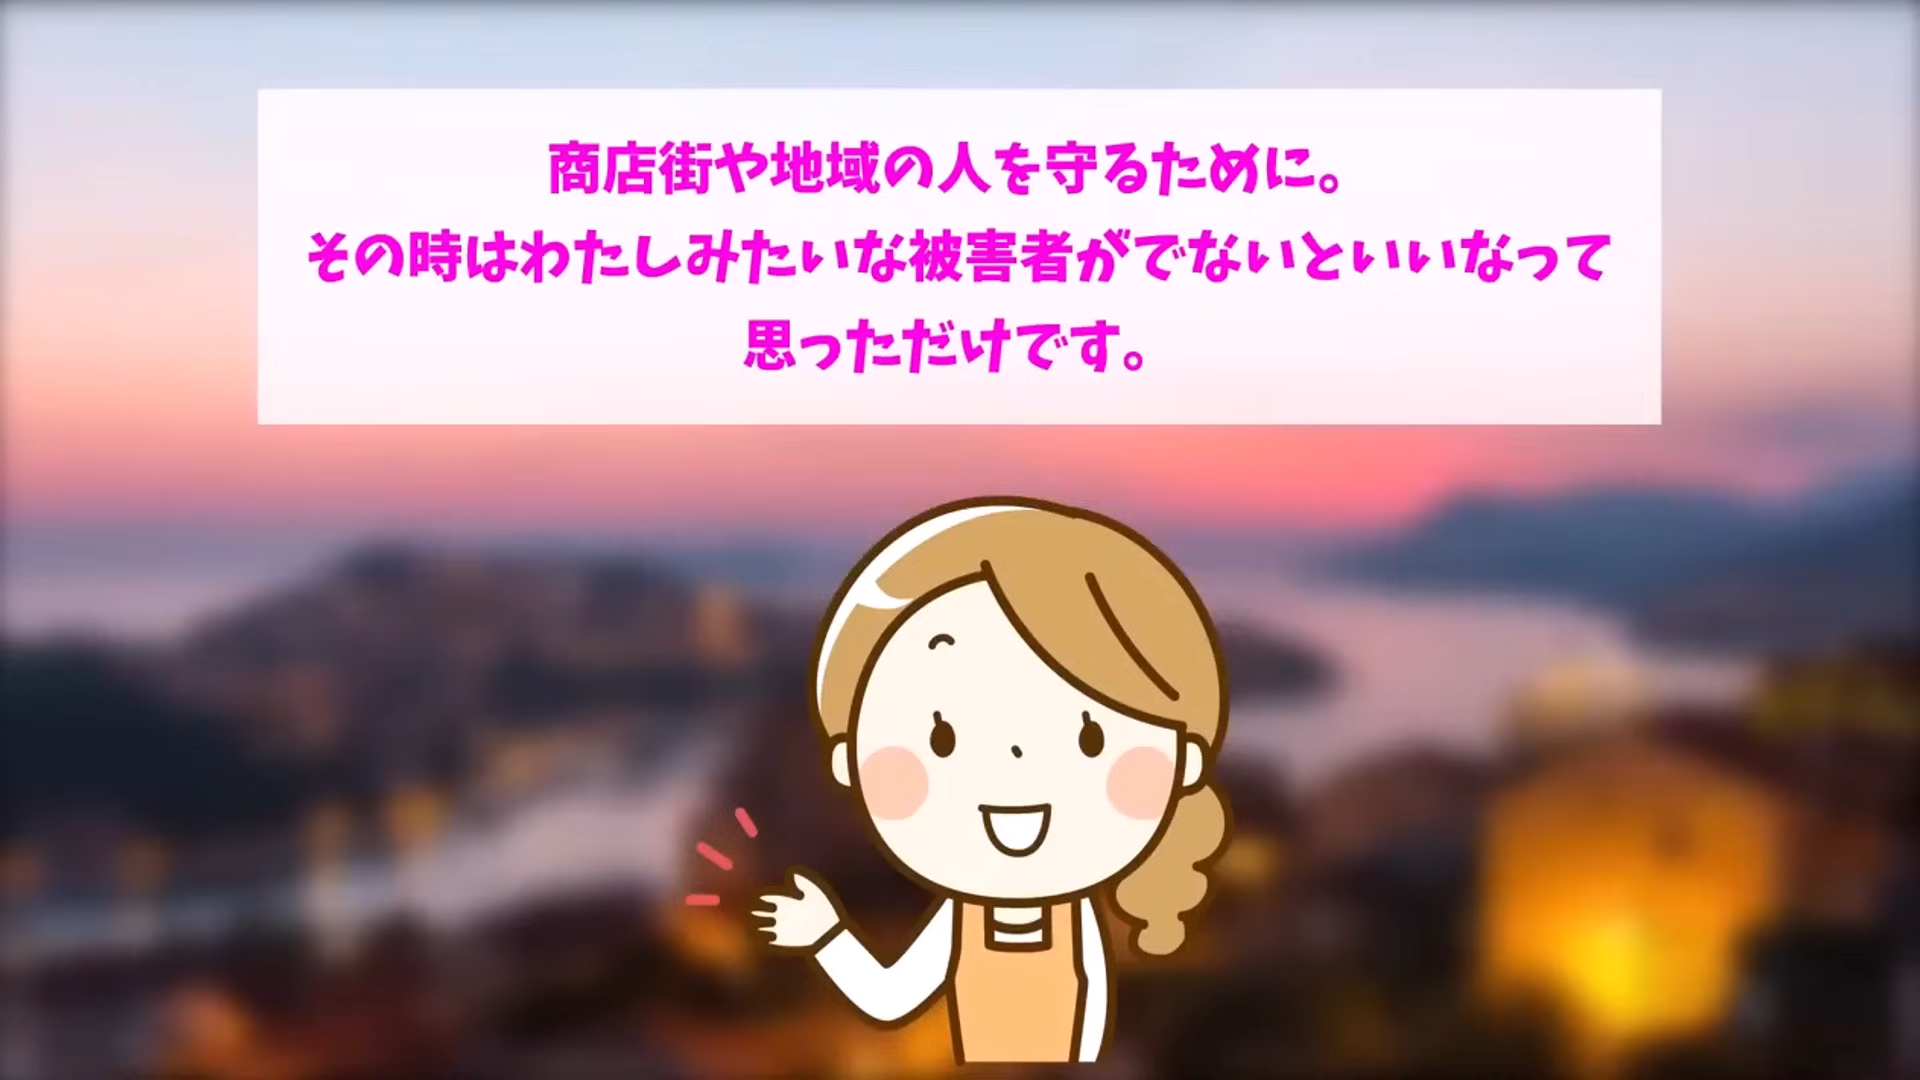 商店街や地域の人を守るために。
その時はわたしみたいな被害者がでないといいなって
思っただけです。